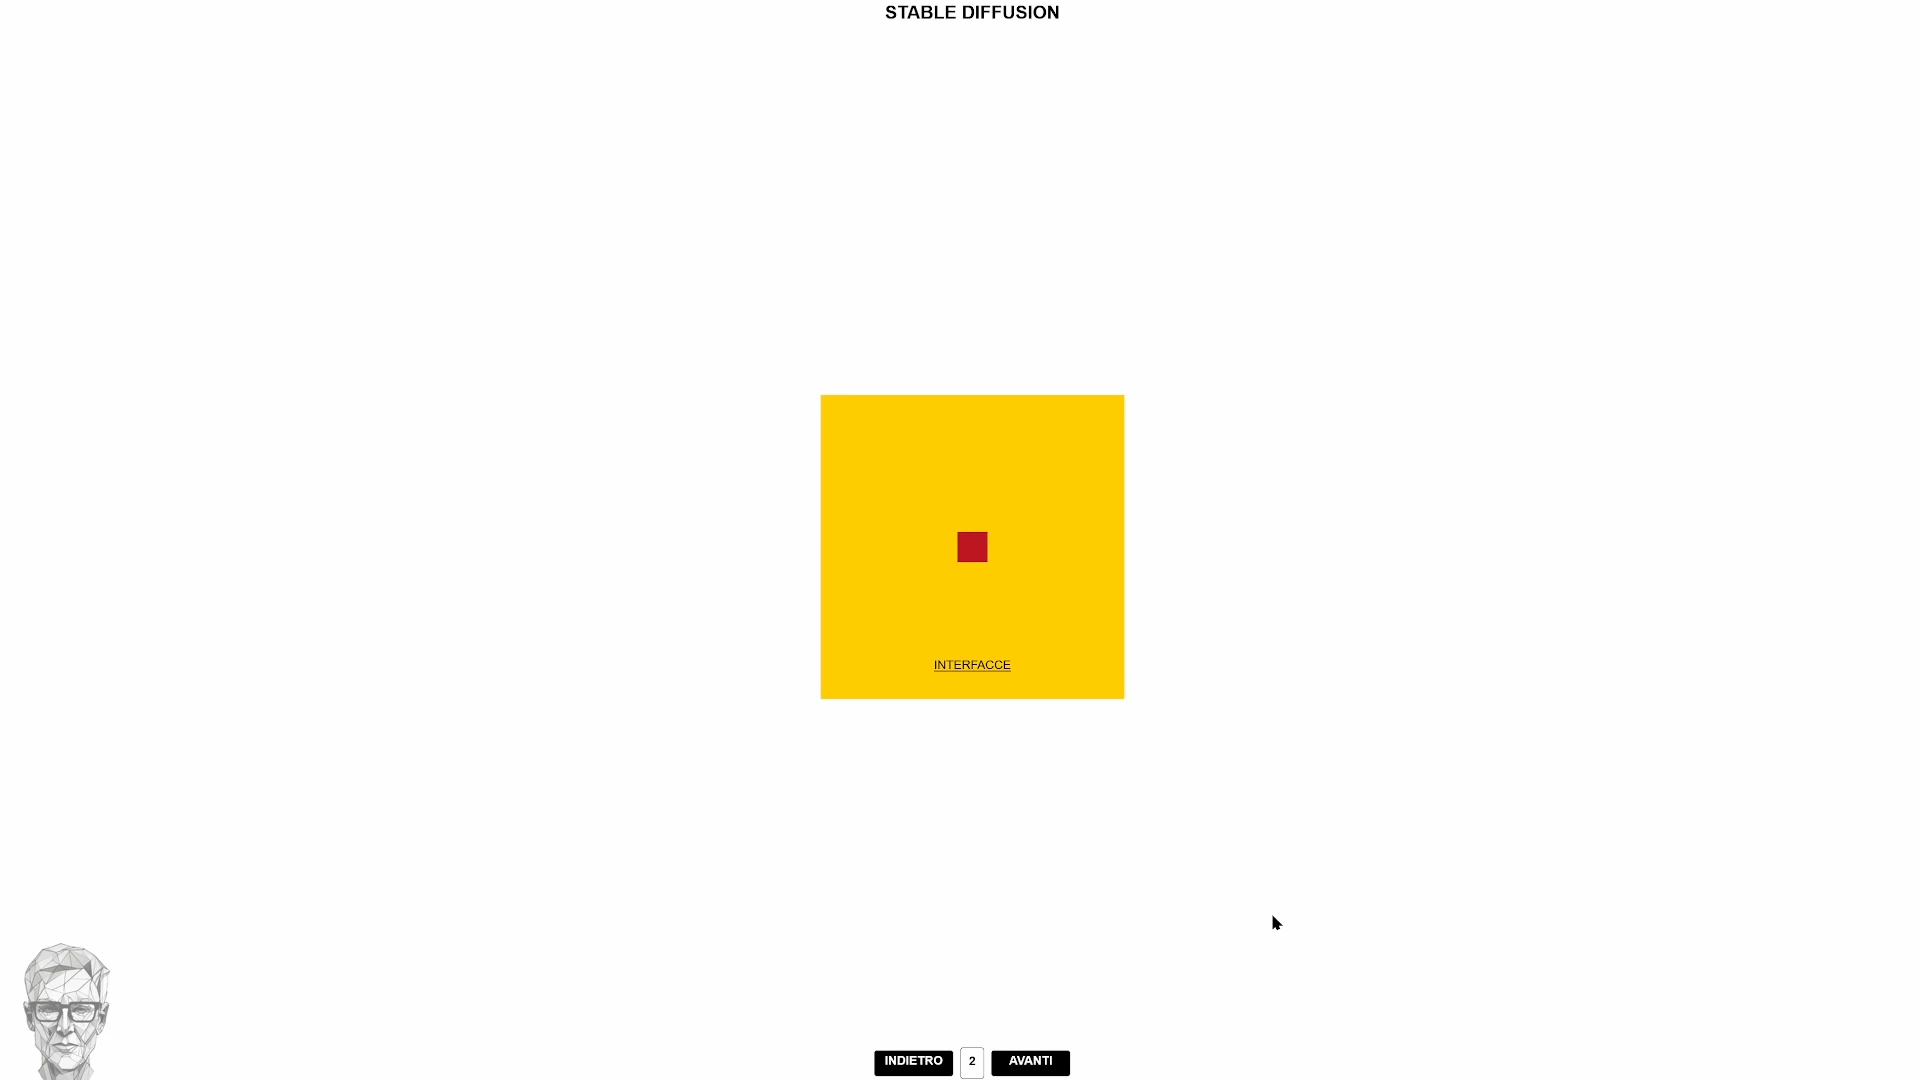 STABLE DIFFUSION
INTERFACCE
INDIETRO 2 AVANTI